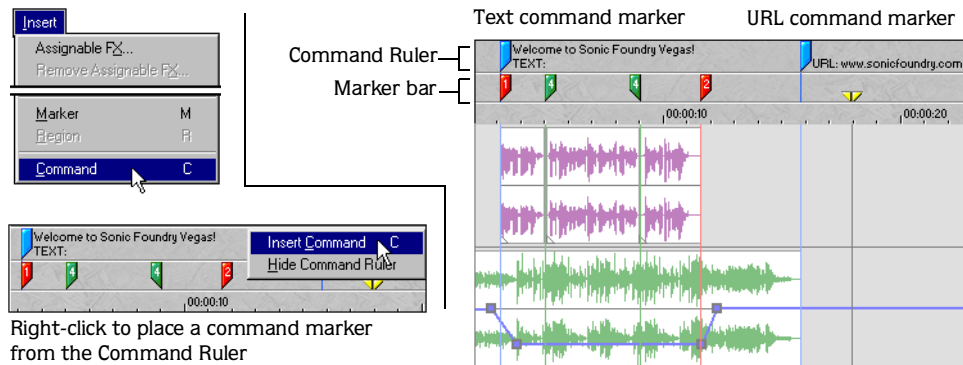 Insert
Assignable FX...
Remove Assignable FX...
Marker M
Region R
Command C
Welcome to Sonic Foundry Vegas!
TEXT:
Insert Command C
Hide Command Ruler
1 4 4 2
00:00:10
Right-click to place a command marker
from the Command Ruler
Text command marker
URL command marker
Command Ruler
Marker bar
Welcome to Sonic Foundry Vegas!
TEXT:
URL: www.sonicfoundry.com
1 4 4 2
00:00:10
00:00:20